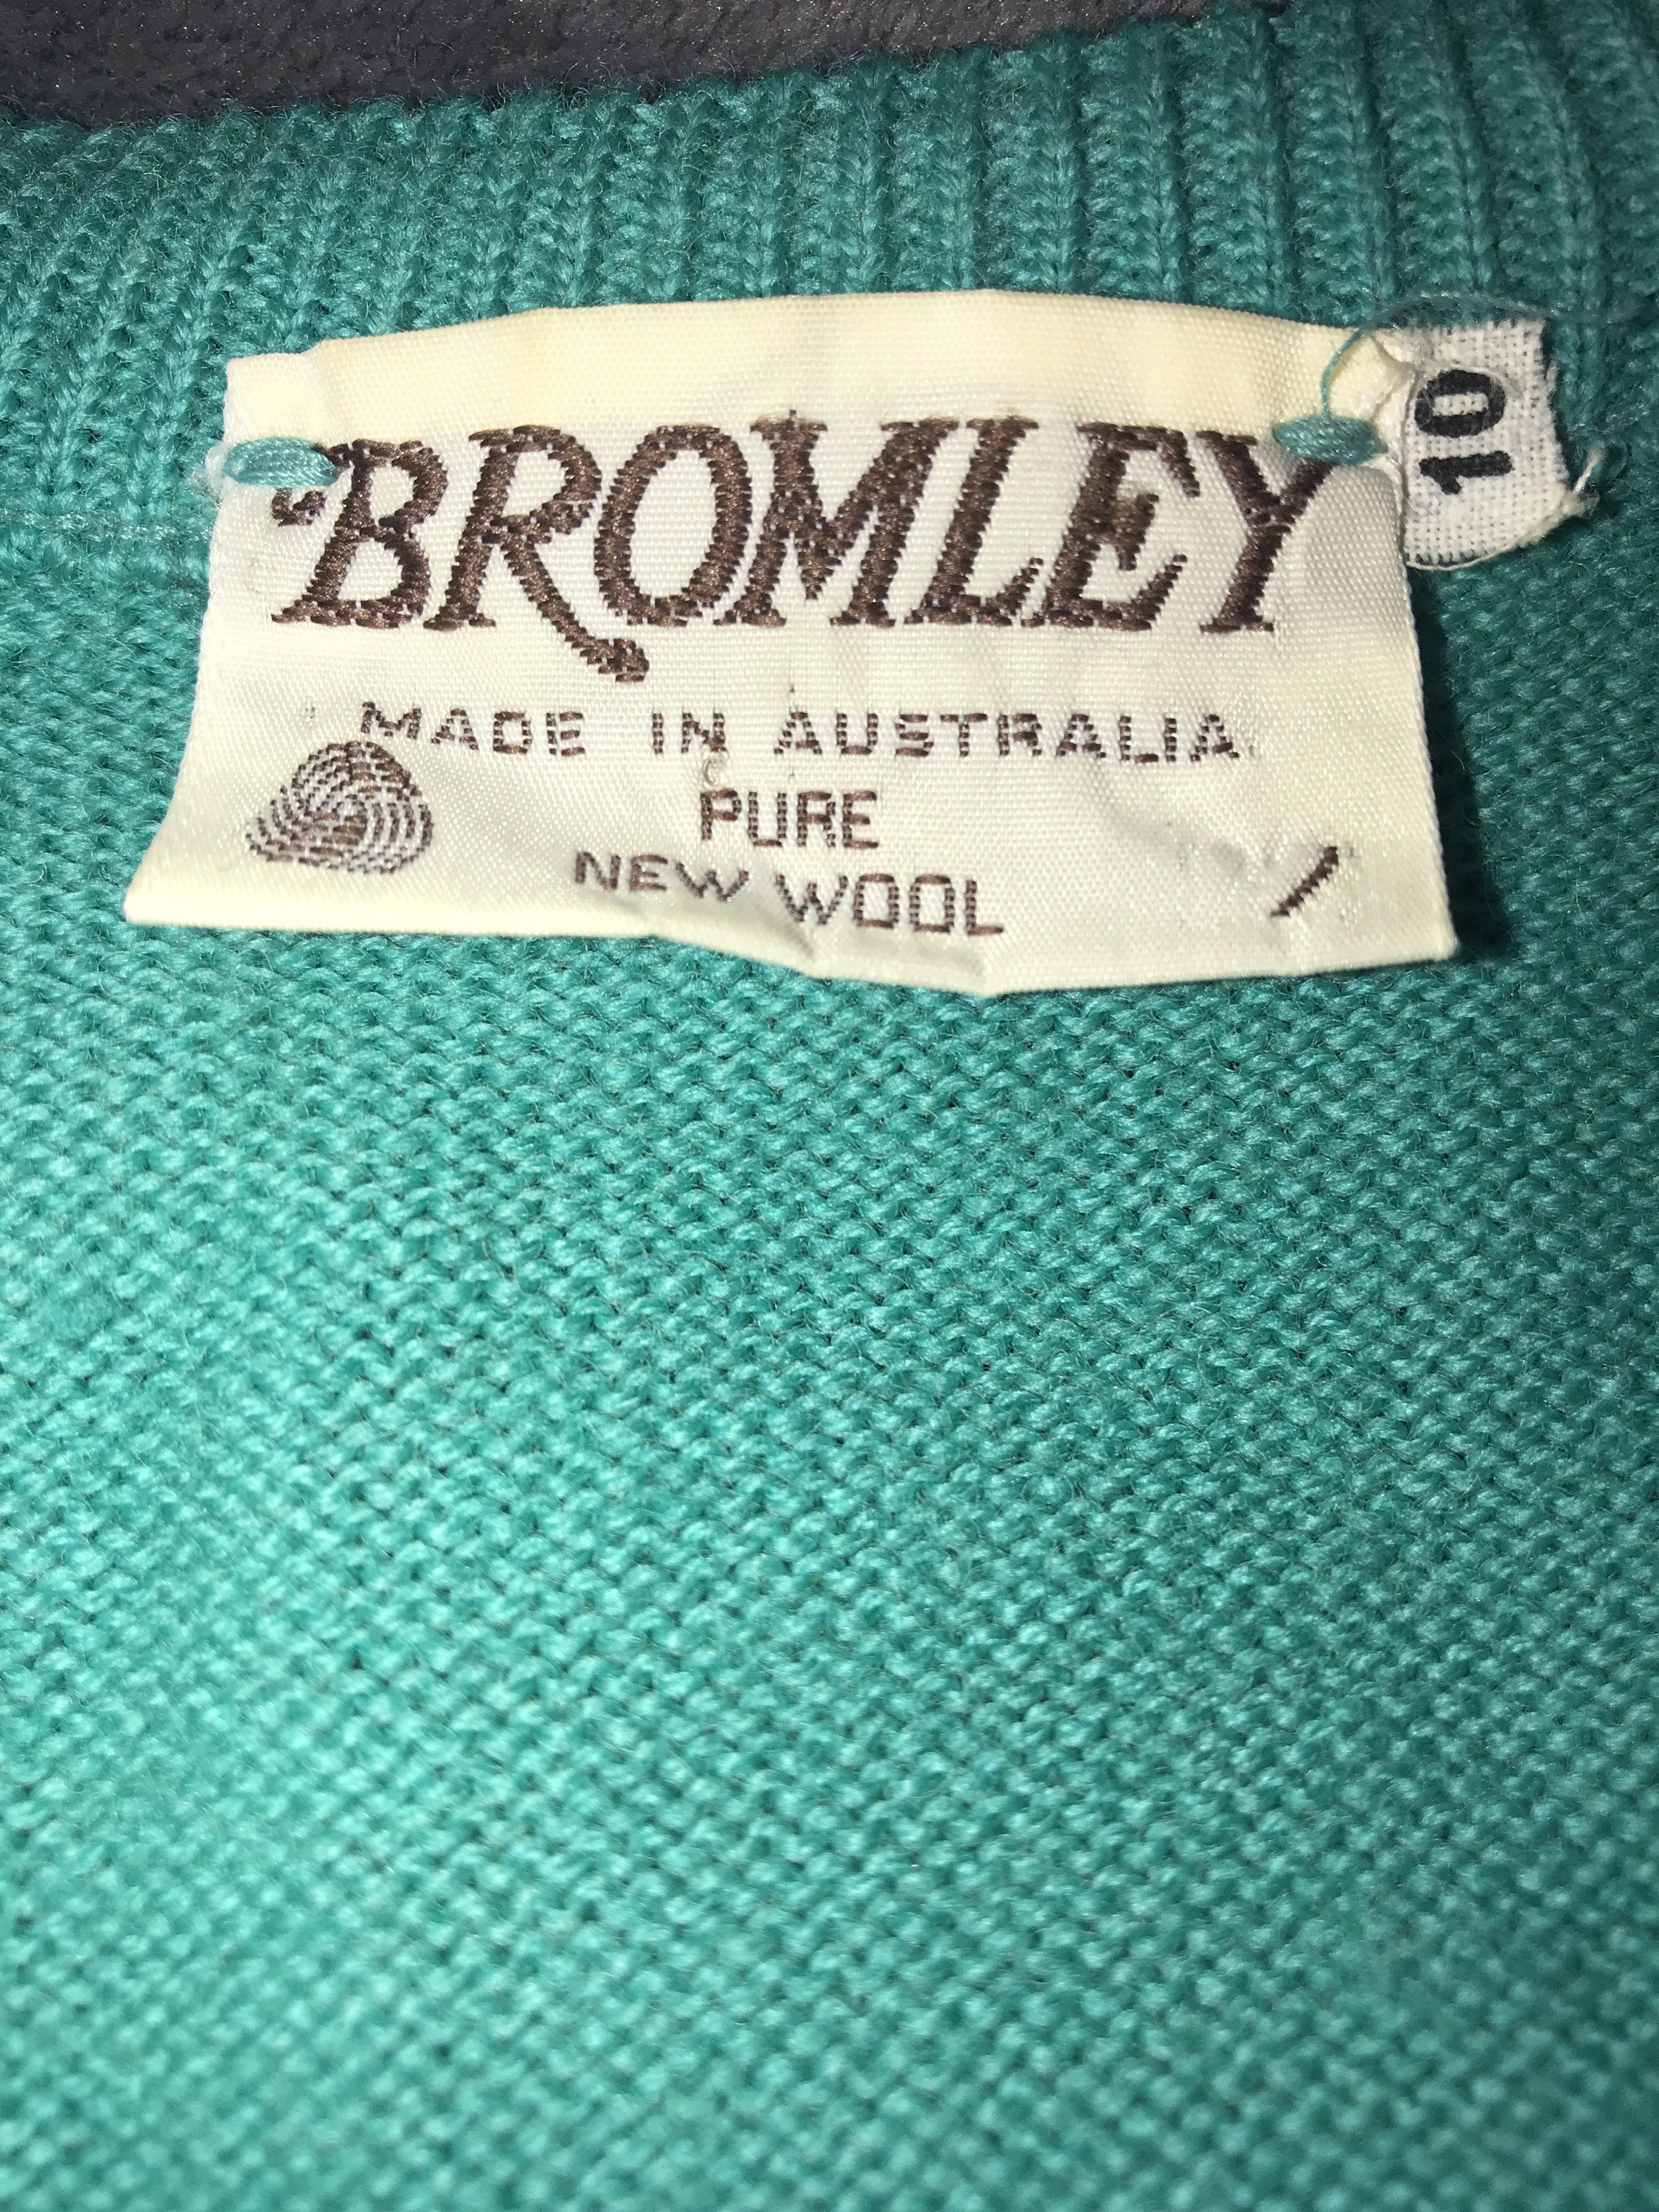 BROMLEY
10
MADE IN AUSTRALIA
PURE
NEW WOOL